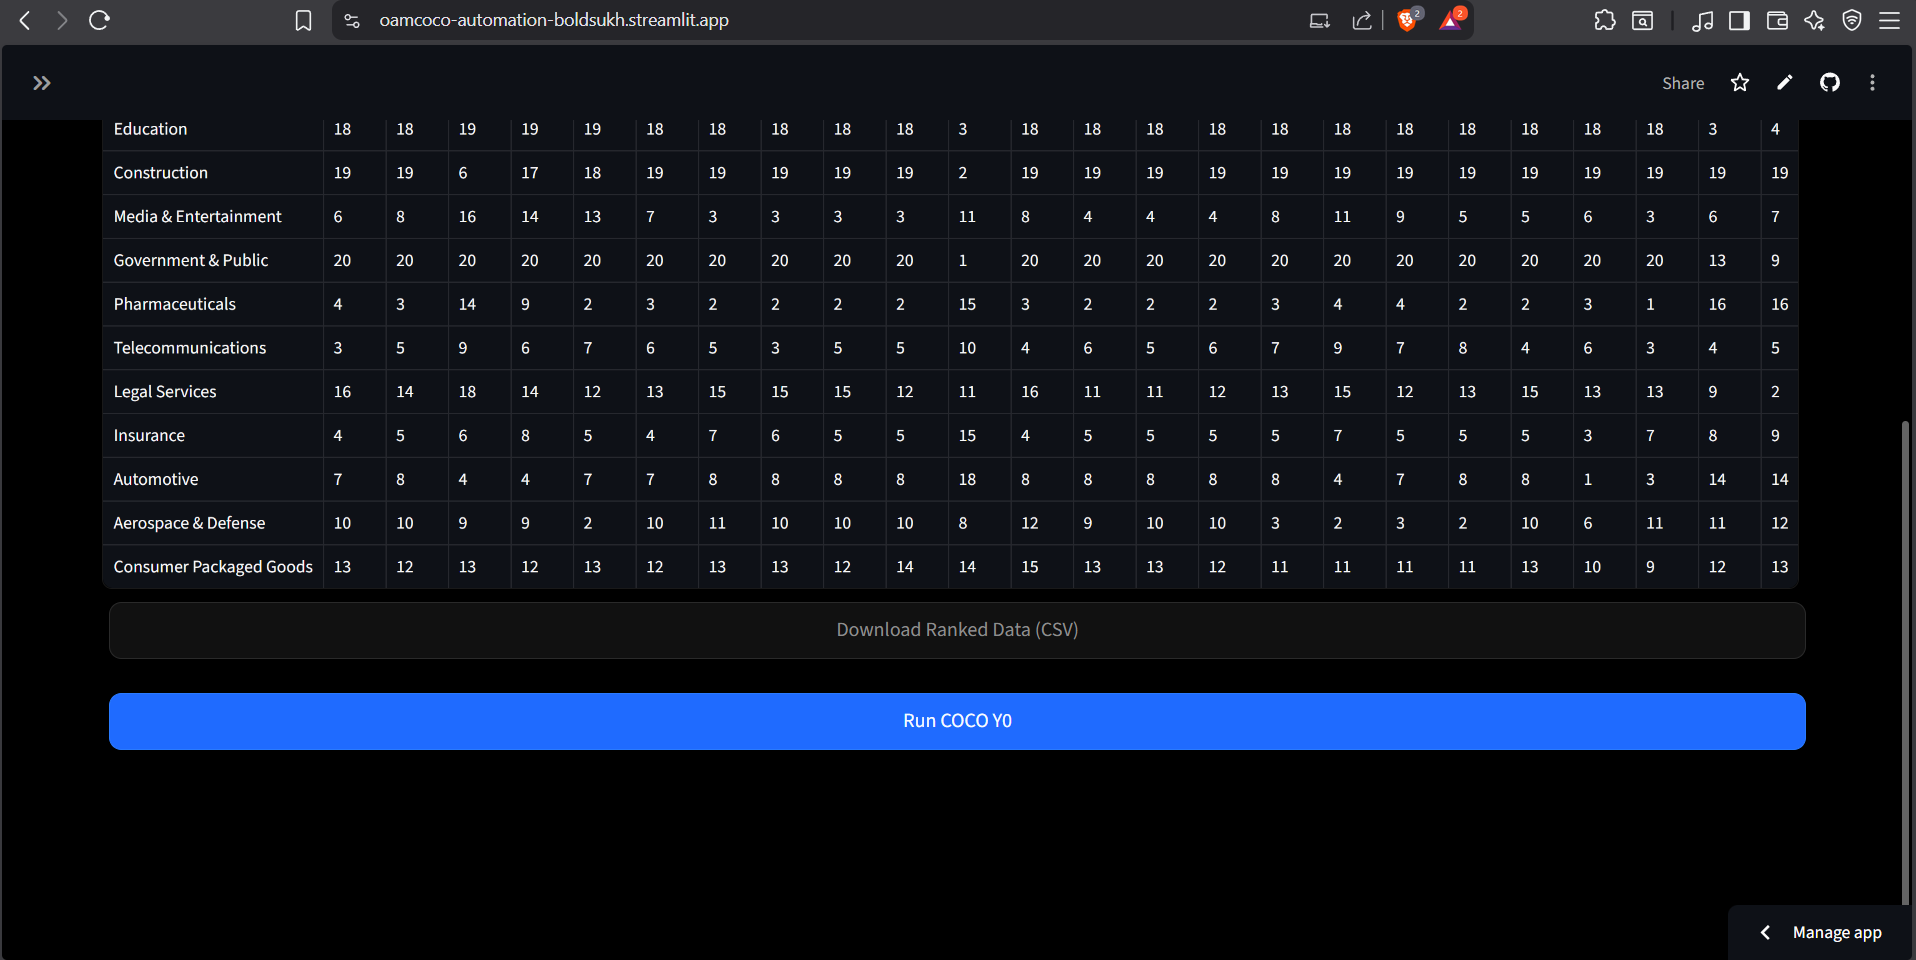 oamcoco-automation-boldsukh.streamlit.app
2
2
Share
Education 18 18 19 19 19 18 18 18 18 18 3 18 18 18 18 18 18 18 18 18 18 18 3 4
Construction 19 19 6 17 18 19 19 19 19 19 2 19 19 19 19 19 19 19 19 19 19 19 19 19
Media & Entertainment 6 8 16 14 13 7 3 3 3 3 11 8 4 4 4 8 11 9 5 5 6 3 6 7
Government & Public 20 20 20 20 20 20 20 20 20 20 1 20 20 20 20 20 20 20 20 20 20 20 13 9
Pharmaceuticals 4 3 14 9 2 3 2 2 2 2 15 3 2 2 2 3 4 4 2 2 3 1 16 16
Telecommunications 3 5 9 6 7 6 5 3 5 5 10 4 6 5 6 7 9 7 8 4 6 3 4 5
Legal Services 16 14 18 14 12 13 15 15 15 12 11 16 11 11 12 13 15 12 13 15 13 13 9 2
Insurance 4 5 6 8 5 4 7 6 5 5 15 4 5 5 5 5 7 5 5 5 3 7 8 9
Automotive 7 8 4 4 7 7 8 8 8 8 18 8 8 8 8 8 4 7 8 8 1 3 14 14
Aerospace & Defense 10 10 9 9 2 10 11 10 10 10 8 12 9 10 10 3 2 3 2 10 6 11 11 12
Consumer Packaged Goods 13 12 13 12 13 12 13 13 12 14 14 15 13 13 12 11 11 11 11 13 10 9 12 13
Download Ranked Data (CSV)
Run COCO Y0
Manage app